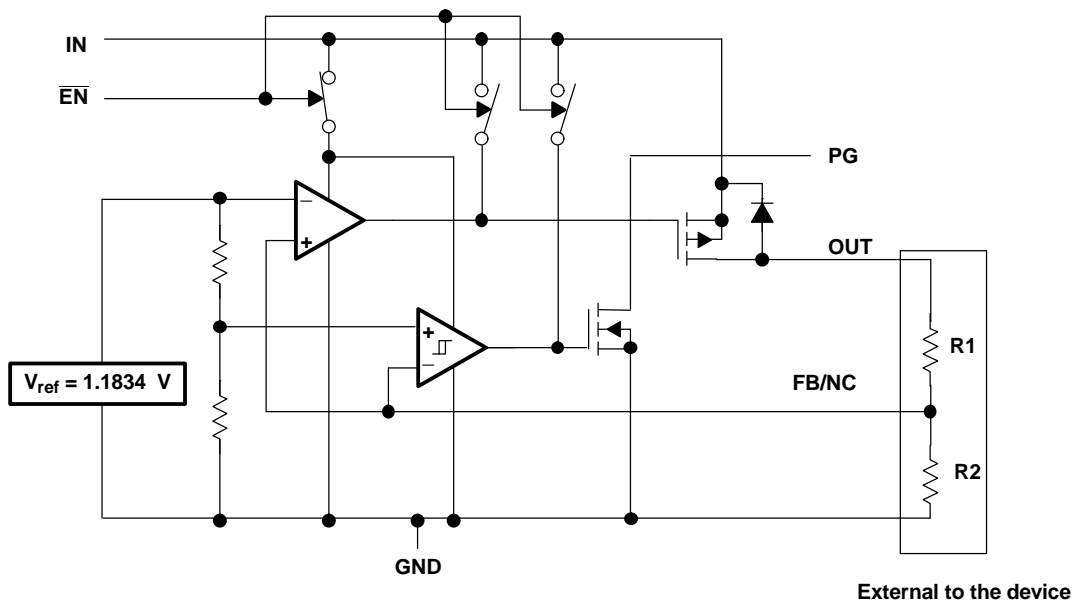 IN
EN
PG
−
+
OUT
+
−
R1
V_ref = 1.1834 V
FB/NC
R2
GND
External to the device